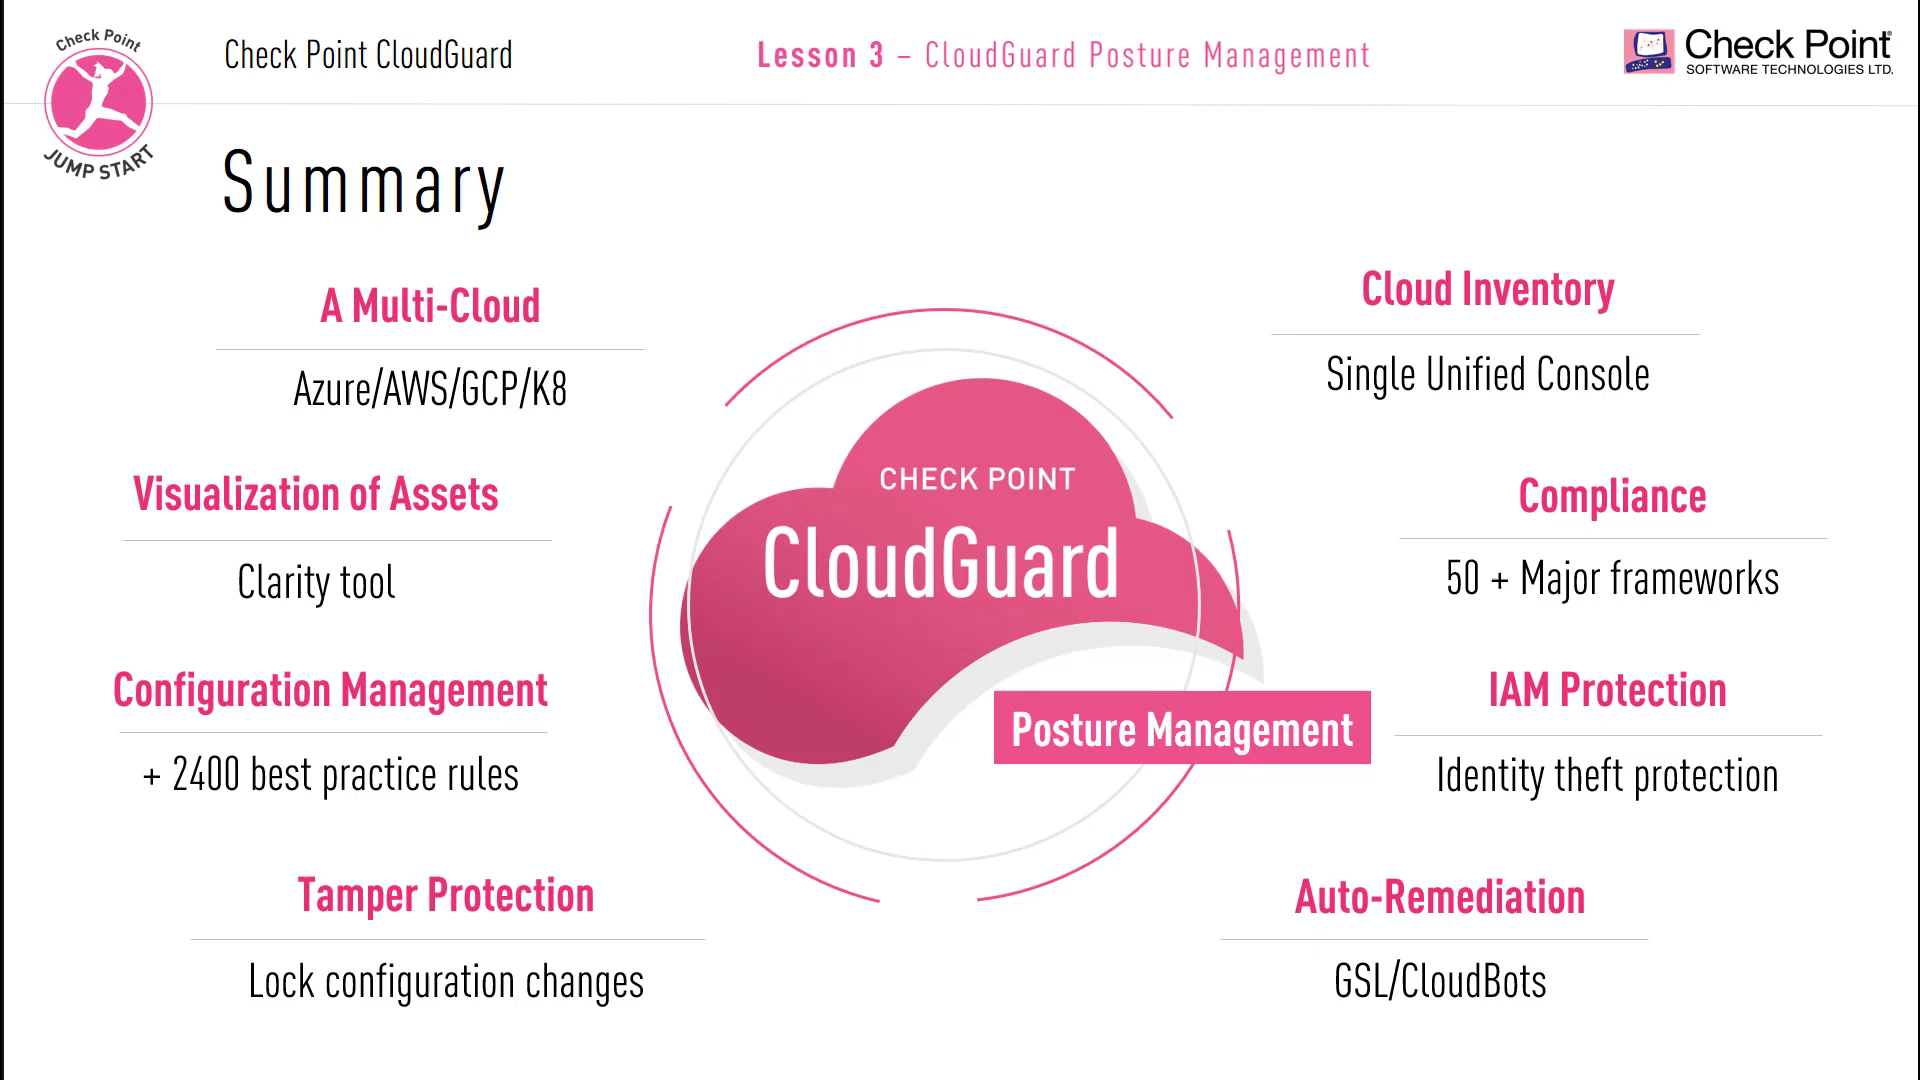 Check Point
JUMP START
Check Point CloudGuard
Lesson 3 – CloudGuard Posture Management
Check Point
SOFTWARE TECHNOLOGIES LTD.
Summary
A Multi-Cloud
Azure/AWS/GCP/K8
Visualization of Assets
Clarity tool
Configuration Management
+ 2400 best practice rules
Tamper Protection
Lock configuration changes
CHECK POINT
CloudGuard
Posture Management
Cloud Inventory
Single Unified Console
Compliance
50 + Major frameworks
IAM Protection
Identity theft protection
Auto-Remediation
GSL/CloudBots